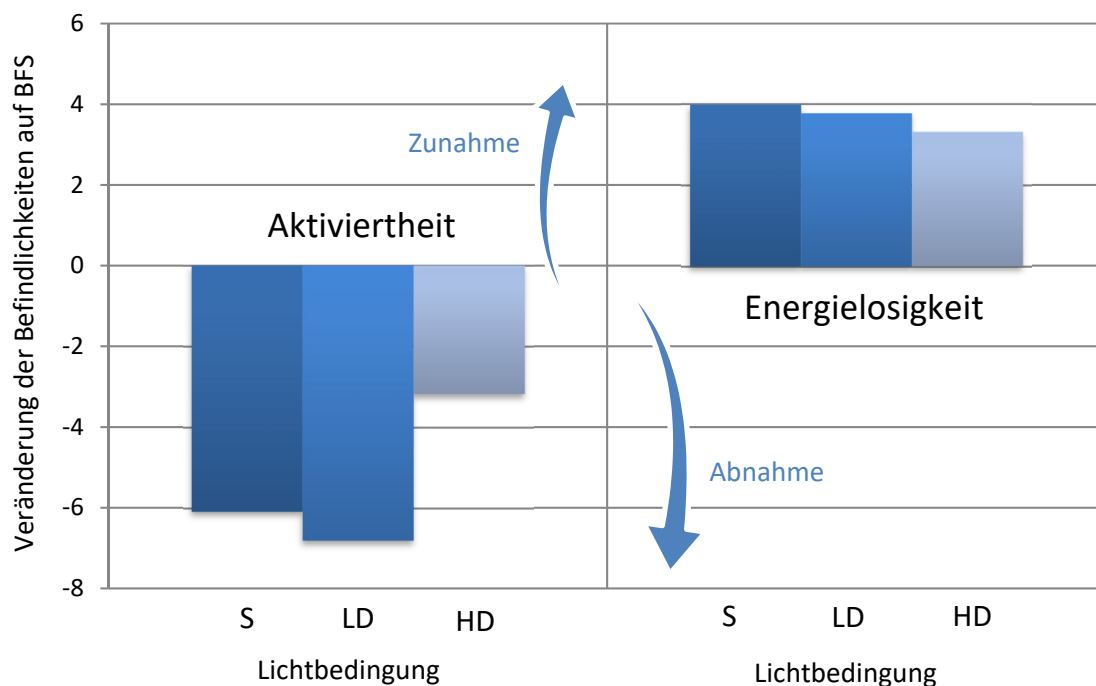 Veränderung der Befindlichkeiten auf BFS
6
4
2
0
-2
-4
-6
-8
Zunahme
Aktiviertheit
Energielosigkeit
Abnahme
S LD HD
Lichtbedingung
S LD HD
Lichtbedingung